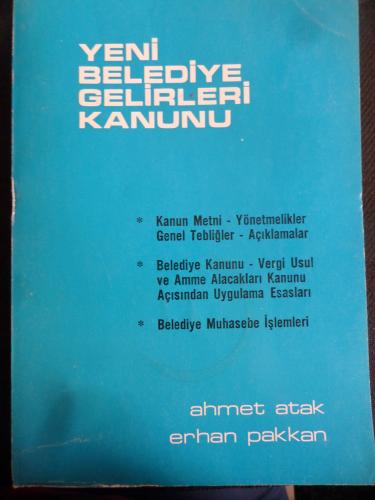 YENİ
BELEDİYE
GELİRLERİ
KANUNU
* Kanun Metni - Yönetmelikler
Genel Tebliğler - Açıklamalar
* Belediye Kanunu - Vergi Usul
ve Amme Alacakları Kanunu
Açısından Uygulama Esasları
* Belediye Muhasebe İşlemleri
ahmet atak
erhan pakkan